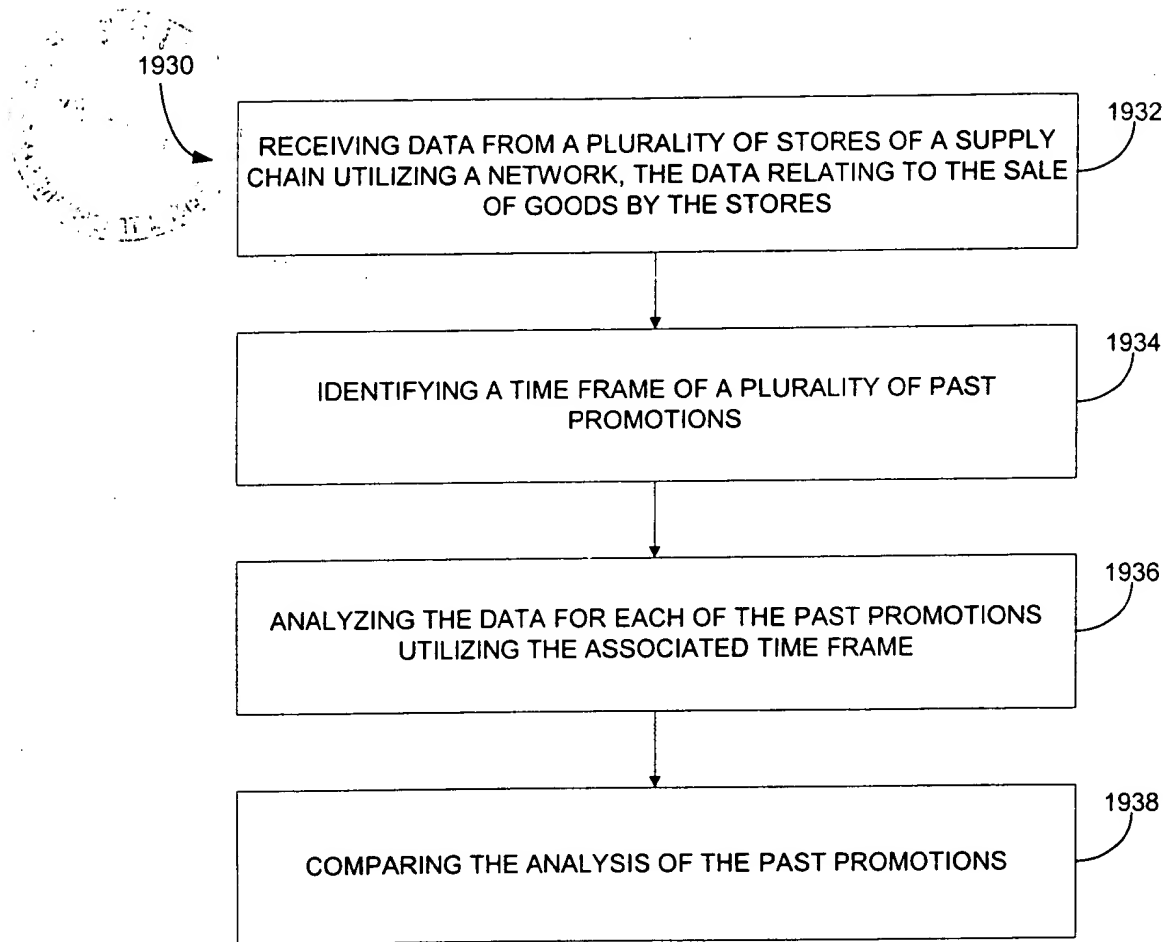 1930
RECEIVING DATA FROM A PLURALITY OF STORES OF A SUPPLY
CHAIN UTILIZING A NETWORK, THE DATA RELATING TO THE SALE
OF GOODS BY THE STORES
1932
IDENTIFYING A TIME FRAME OF A PLURALITY OF PAST
PROMOTIONS
1934
ANALYZING THE DATA FOR EACH OF THE PAST PROMOTIONS
UTILIZING THE ASSOCIATED TIME FRAME
1936
COMPARING THE ANALYSIS OF THE PAST PROMOTIONS
1938